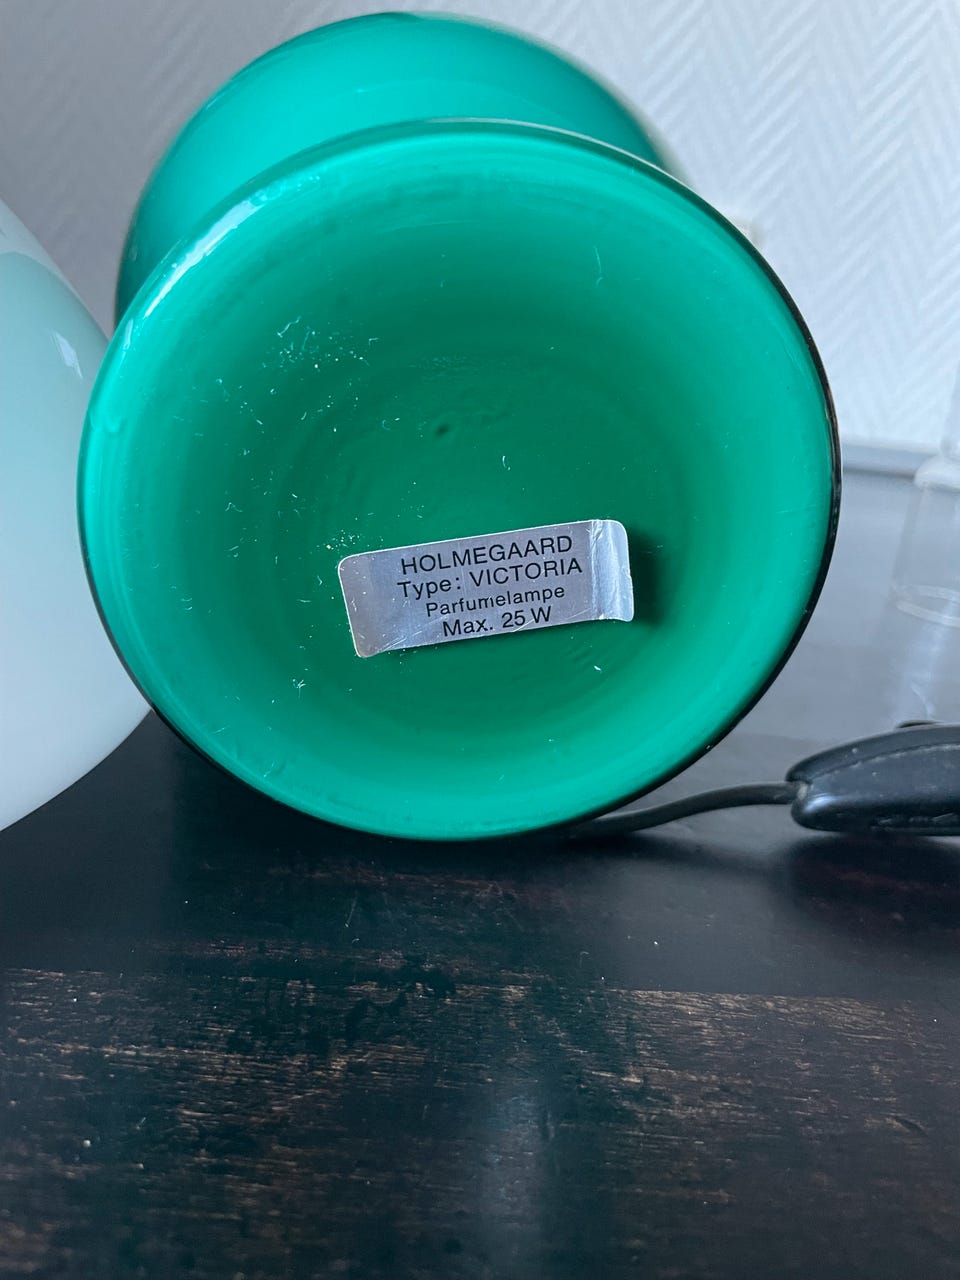 HOLMEGAARD
Type: VICTORIA
Parfumelampe
Max. 25 W